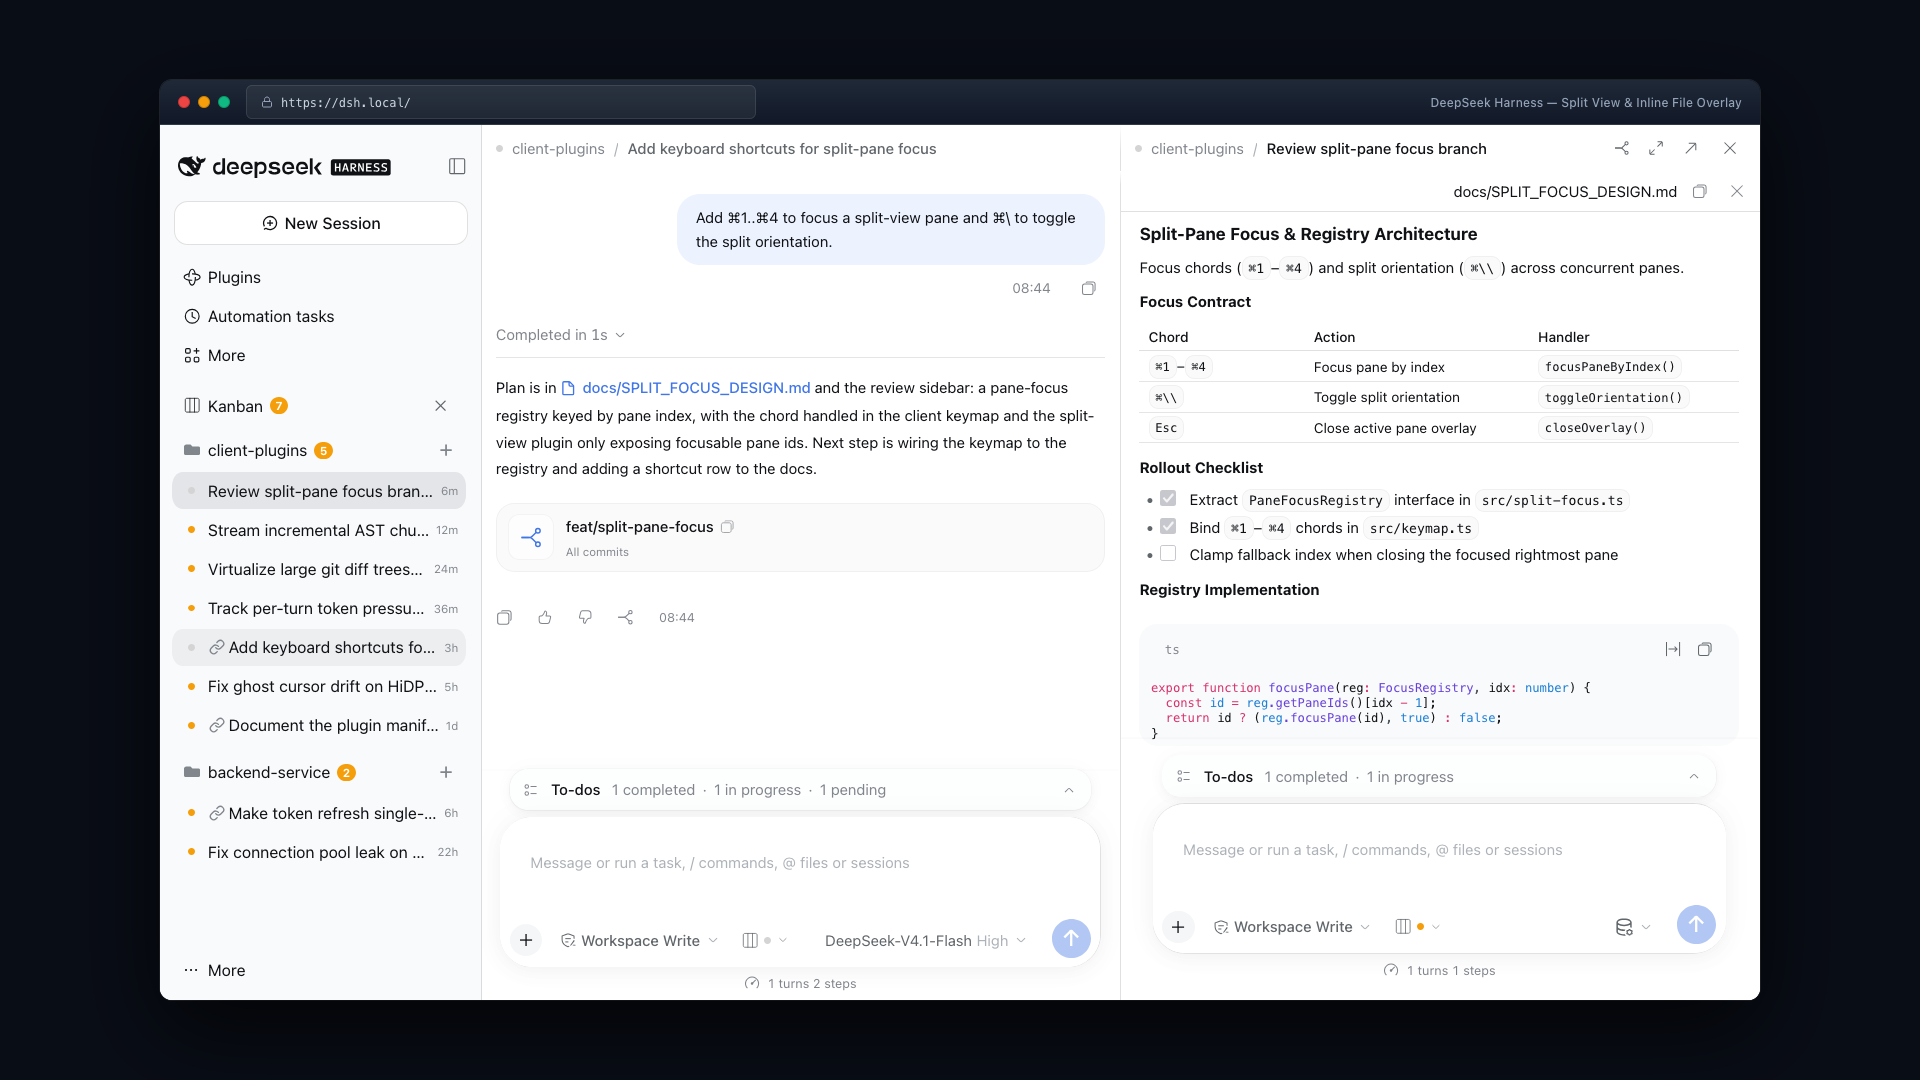 https://dsh.local/
DeepSeek Harness — Split View & Inline File Overlay
deepseek HARNESS
New Session
Plugins
Automation tasks
More
Kanban 7
client-plugins 5
Review split-pane focus bran... 6m
Stream incremental AST chu... 12m
Virtualize large git diff trees... 24m
Track per-turn token pressu... 36m
Add keyboard shortcuts fo... 3h
Fix ghost cursor drift on HiDP... 5h
Document the plugin manif... 1d
backend-service 2
Make token refresh single-... 6h
Fix connection pool leak on ... 22h
More
client-plugins / Add keyboard shortcuts for split-pane focus
Add ⌘1..⌘4 to focus a split-view pane and ⌘\ to toggle
the split orientation.
08:44
Completed in 1s
Plan is in docs/SPLIT_FOCUS_DESIGN.md and the review sidebar: a pane-focus
registry keyed by pane index, with the chord handled in the client keymap and the split-
view plugin only exposing focusable pane ids. Next step is wiring the keymap to the
registry and adding a shortcut row to the docs.
feat/split-pane-focus
All commits
08:44
To-dos 1 completed · 1 in progress · 1 pending
Message or run a task, / commands, @ files or sessions
Workspace Write
DeepSeek-V4.1-Flash High
1 turns 2 steps
client-plugins / Review split-pane focus branch
docs/SPLIT_FOCUS_DESIGN.md
Split-Pane Focus & Registry Architecture
Focus chords ( ⌘1 – ⌘4 ) and split orientation ( ⌘\\ ) across concurrent panes.
Focus Contract
Chord Action Handler
⌘1 – ⌘4 Focus pane by index focusPaneByIndex()
⌘\\ Toggle split orientation toggleOrientation()
Esc Close active pane overlay closeOverlay()
Rollout Checklist
Extract PaneFocusRegistry interface in src/split-focus.ts
Bind ⌘1 – ⌘4 chords in src/keymap.ts
Clamp fallback index when closing the focused rightmost pane
Registry Implementation
ts
export function focusPane(reg: FocusRegistry, idx: number) {
const id = reg.getPaneIds()[idx - 1];
return id ? (reg.focusPane(id), true) : false;
}
To-dos 1 completed · 1 in progress
Message or run a task, / commands, @ files or sessions
Workspace Write
1 turns 1 steps